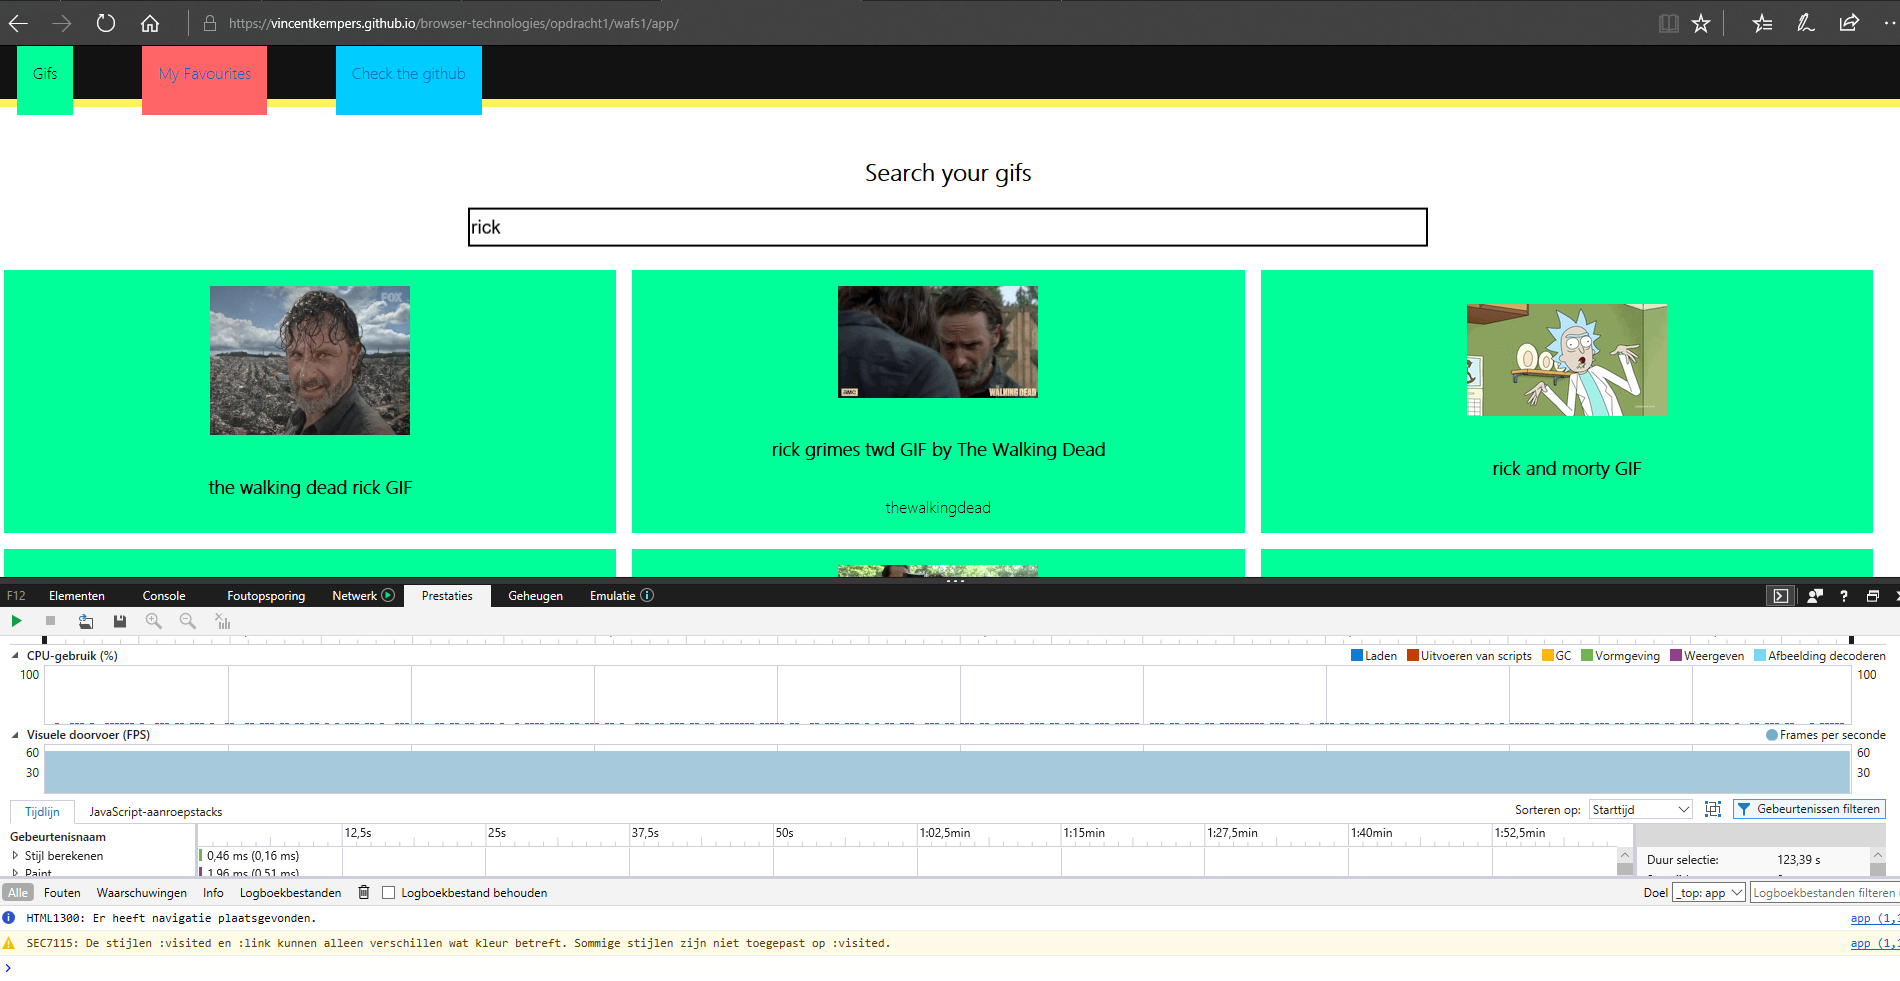 https://vincentkempers.github.io/browser-technologies/opdracht1/wafs1/app/
Gifs
My Favourites
Check the github
Search your gifs
rick
FOX
amc
THE WALKING DEAD
the walking dead rick GIF
rick grimes twd GIF by The Walking Dead
thewalkingdead
rick and morty GIF
F12 Elementen Console Foutopsporing Netwerk Prestaties Geheugen Emulatie
CPU-gebruik (%)
Laden Uitvoeren van scripts GC Vormgeving Weergeven Afbeelding decoderen
100 100
Visuele doorvoer (FPS)
Frames per seconde
60 60
30 30
Tijdlijn JavaScript-aanroepstacks
Sorteren op: Starttijd Gebeurtenissen filteren
Gebeurtenisnaam
12,5s 25s 37,5s 50s 1:02,5min 1:15min 1:27,5min 1:40min 1:52,5min
Stijl berekenen 0,46 ms (0,16 ms)
Duur selectie: 123,39 s
Paint 1,96 ms (0,51 ms)
Alle Fouten Waarschuwingen Info Logboekbestanden Logboekbestand behouden
Doel _top: app Logboekbestanden filteren
HTML1300: Er heeft navigatie plaatsgevonden.
app (1,
SEC7115: De stijlen :visited en :link kunnen alleen verschillen wat kleur betreft. Sommige stijlen zijn niet toegepast op :visited.
app (1,